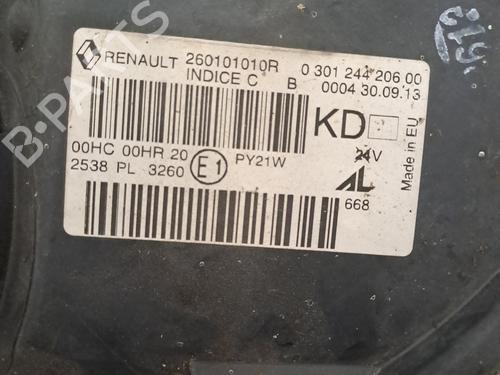 RENAULT 260101010R 0 301 244 206 00
INDICE C B 0004 30.09.13
KD
00HC 00HR 20 E1 PY21W 24V
2538 PL 3260
AL
668
Made in EU
B-PARTS